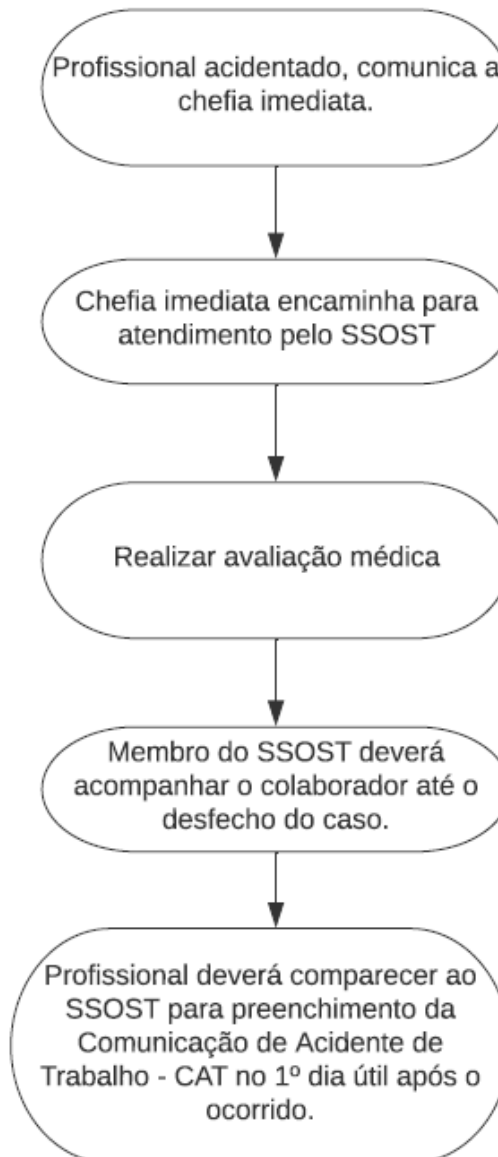 Profissional acidentado, comunica a
chefia imediata.
Chefia imediata encaminha para
atendimento pelo SSOST
Realizar avaliação médica
Membro do SSOST deverá
acompanhar o colaborador até o
desfecho do caso.
Profissional deverá comparecer ao
SSOST para preenchimento da
Comunicação de Acidente de
Trabalho - CAT no 1º dia útil após o
ocorrido.